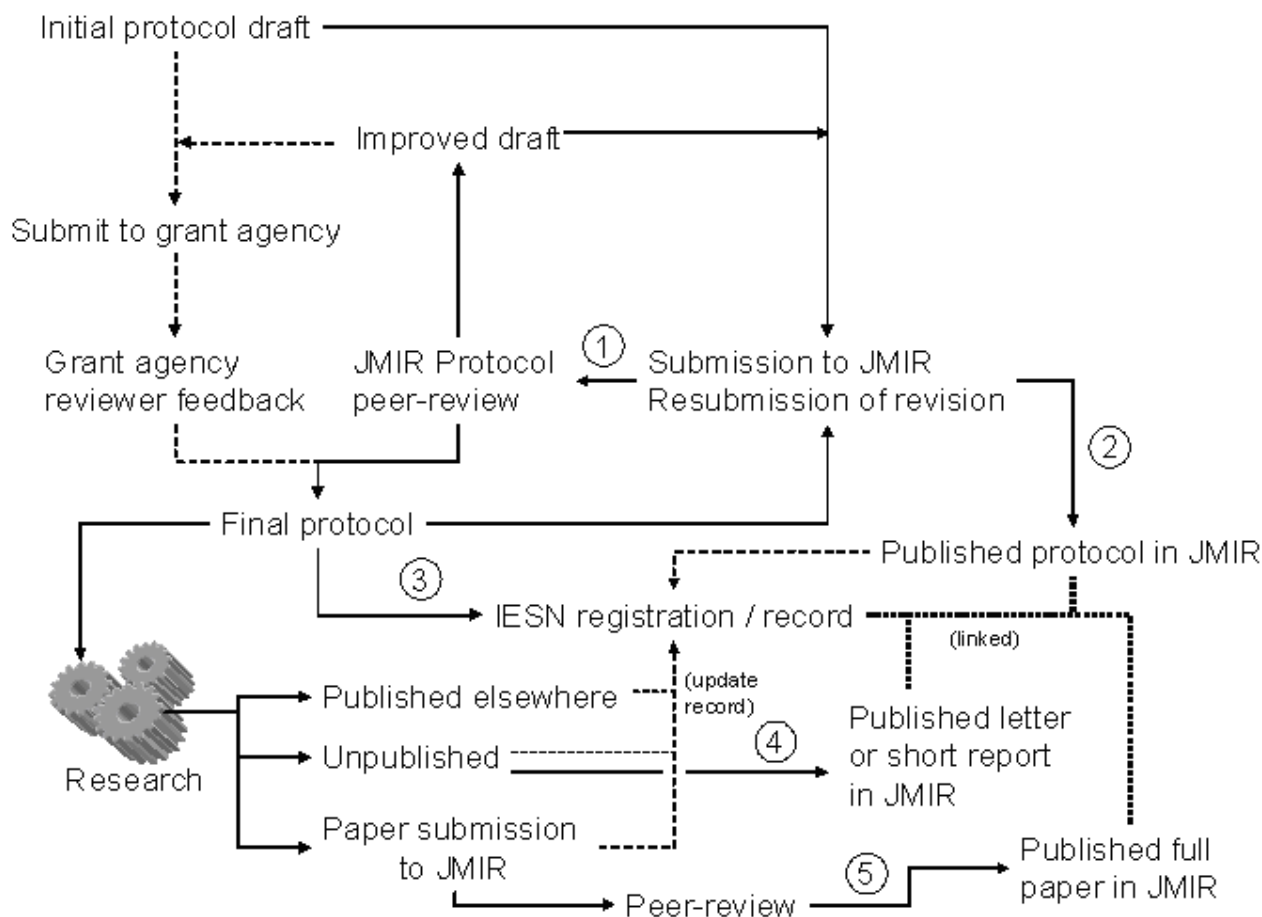 Initial protocol draft
Improved draft
Submit to grant agency
Grant agency
reviewer feedback
JMIR Protocol
peer-review
1
Submission to JMIR
Resubmission of revision
2
Final protocol
Published protocol in JMIR
3
IESN registration / record
(linked)
Published elsewhere
(update
record)
Unpublished
4
Published letter
or short report
in JMIR
Research
Paper submission
to JMIR
Peer-review
5
Published full
paper in JMIR